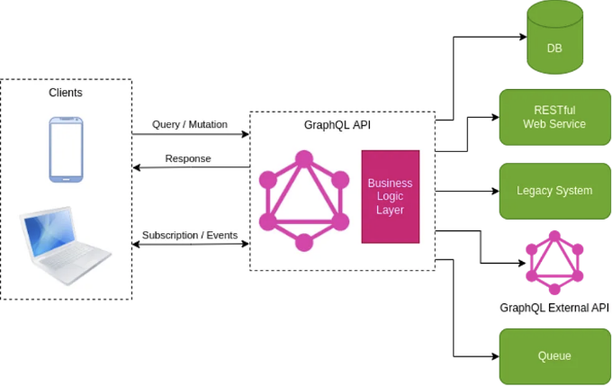 Clients
Query / Mutation
Response
Subscription / Events
GraphQL API
Business
Logic
Layer
DB
RESTful
Web Service
Legacy System
GraphQL External API
Queue